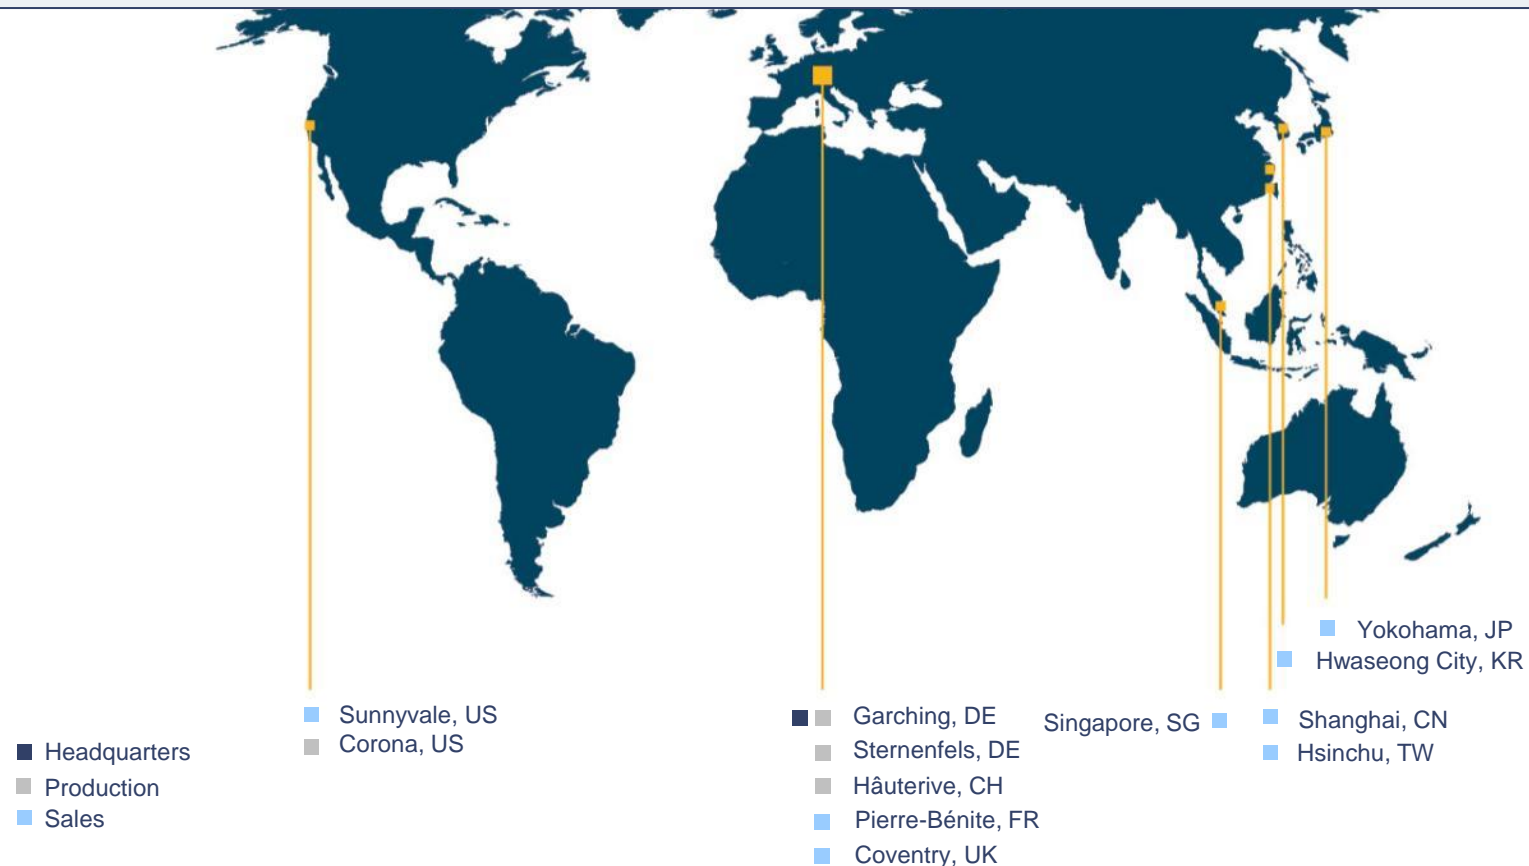 Yokohama, JP
Hwaseong City, KR
Sunnyvale, US
Corona, US
Garching, DE
Sternenfels, DE
Hâuterive, CH
Pierre-Bénite, FR
Coventry, UK
Singapore, SG
Shanghai, CN
Hsinchu, TW
Headquarters
Production
Sales